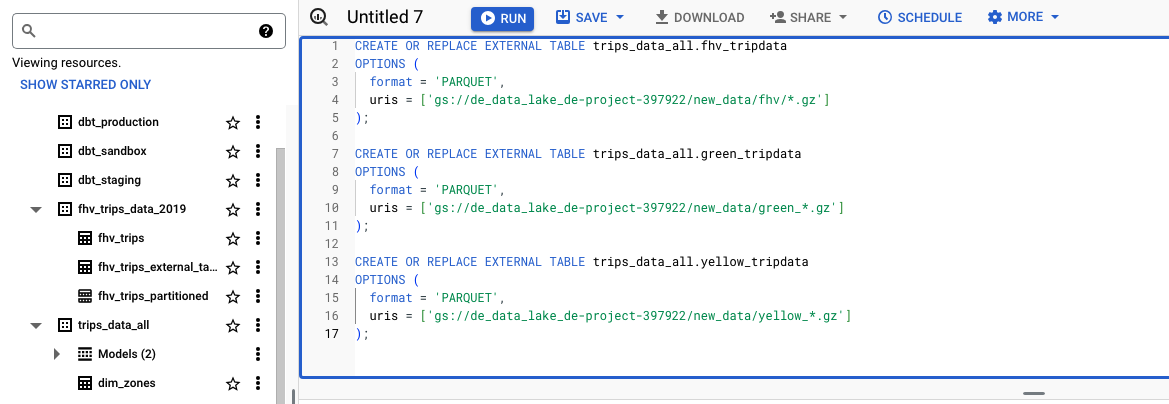 Untitled 7
RUN
SAVE
DOWNLOAD
SHARE
SCHEDULE
MORE
Viewing resources.
SHOW STARRED ONLY
dbt_production
dbt_sandbox
dbt_staging
fhv_trips_data_2019
fhv_trips
fhv_trips_external_ta...
fhv_trips_partitioned
trips_data_all
Models (2)
dim_zones
1 CREATE OR REPLACE EXTERNAL TABLE trips_data_all.fhv_tripdata
2 OPTIONS (
3 format = 'PARQUET',
4 uris = ['gs://de_data_lake_de-project-397922/new_data/fhv/*.gz']
5 );
6
7 CREATE OR REPLACE EXTERNAL TABLE trips_data_all.green_tripdata
8 OPTIONS (
9 format = 'PARQUET',
10 uris = ['gs://de_data_lake_de-project-397922/new_data/green_*.gz']
11 );
12
13 CREATE OR REPLACE EXTERNAL TABLE trips_data_all.yellow_tripdata
14 OPTIONS (
15 format = 'PARQUET',
16 uris = ['gs://de_data_lake_de-project-397922/new_data/yellow_*.gz']
17 );